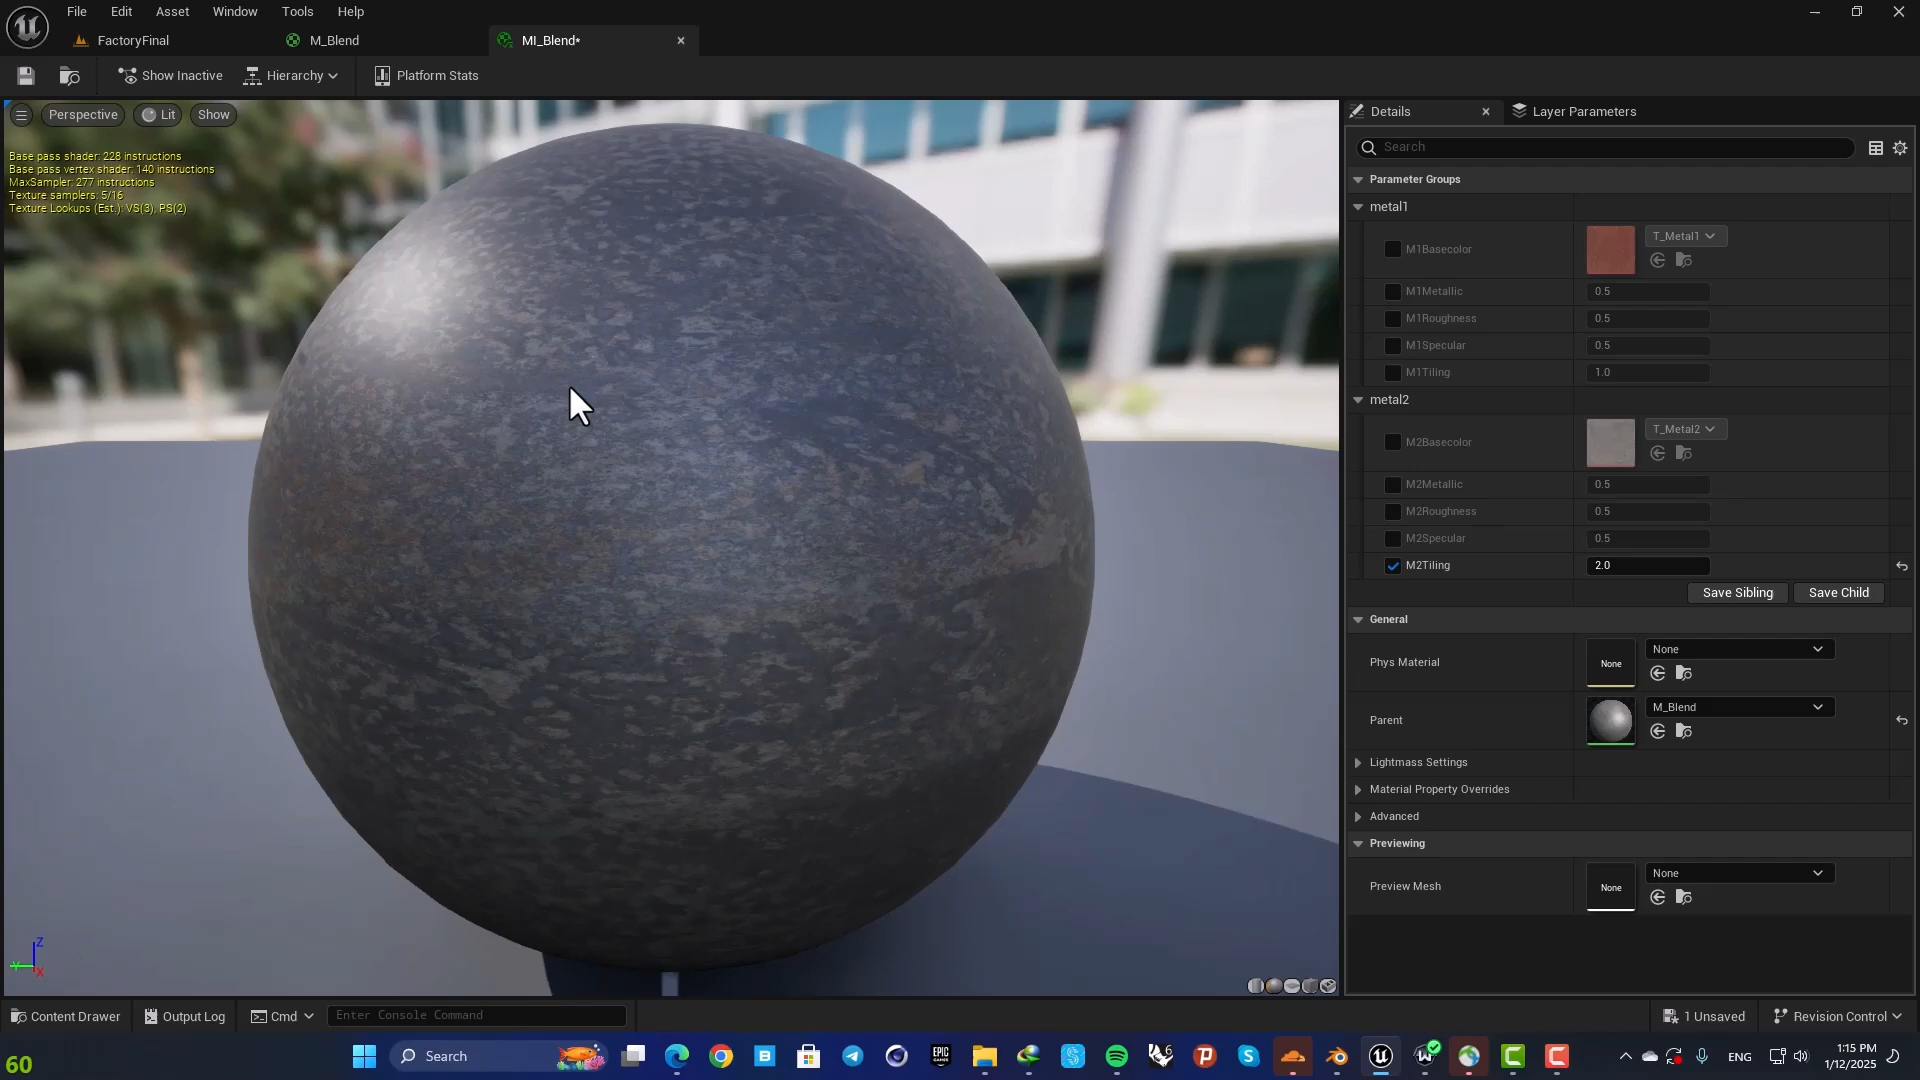 File Edit Asset Window Tools Help
FactoryFinal
M_Blend
MI_Blend*
Show Inactive
Hierarchy
Platform Stats
Perspective
Lit
Show
Base pass shader: 228 instructions
Base pass vertex shader: 140 instructions
MaxSampler: 277 instructions
Texture samplers: 5/16
Texture Lookups (Est.): VS(3), PS(2)
Z
Y
X
Details
Layer Parameters
Search
Parameter Groups
metal1
M1Basecolor
T_Metal1
M1Metallic
0.5
M1Roughness
0.5
M1Specular
0.5
M1Tiling
1.0
metal2
M2Basecolor
T_Metal2
M2Metallic
0.5
M2Roughness
0.5
M2Specular
0.5
M2Tiling
2.0
Save Sibling
Save Child
General
Phys Material
None
None
Parent
M_Blend
Lightmass Settings
Material Property Overrides
Advanced
Previewing
Preview Mesh
None
None
Content Drawer
Output Log
Cmd
Enter Console Command
1 Unsaved
Revision Control
60
Search
EPIC GAMES
6
ENG
1:15 PM
1/12/2025